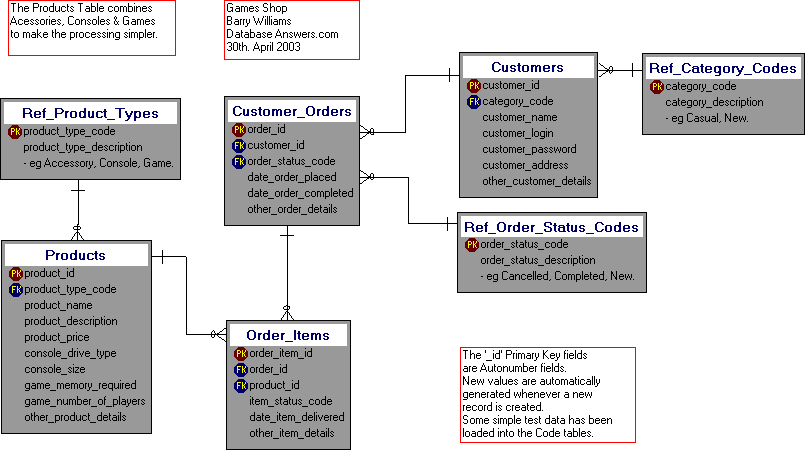 The Products Table combines
Acessories, Consoles & Games
to make the processing simpler.
Games Shop
Barry Williams
Database Answers.com
30th. April 2003
Ref_Product_Types
Pk product_type_code
product_type_description
- eg Accessory, Console, Game.
Customer_Orders
Pk order_id
Fk customer_id
Fk order_status_code
date_order_placed
date_order_completed
other_order_details
Customers
Pk customer_id
Fk category_code
customer_name
customer_login
customer_password
customer_address
other_customer_details
Ref_Category_Codes
Pk category_code
category_description
- eg Casual, New.
Ref_Order_Status_Codes
Pk order_status_code
order_status_description
- eg Cancelled, Completed, New.
Products
Pk product_id
Fk product_type_code
product_name
product_description
product_price
console_drive_type
console_size
game_memory_required
game_number_of_players
other_product_details
Order_Items
Pk order_item_id
Fk order_id
Fk product_id
item_status_code
date_item_delivered
other_item_details
The '_id' Primary Key fields
are Autonumber fields.
New values are automatically
generated whenever a new
record is created.
Some simple test data has been
loaded into the Code tables.